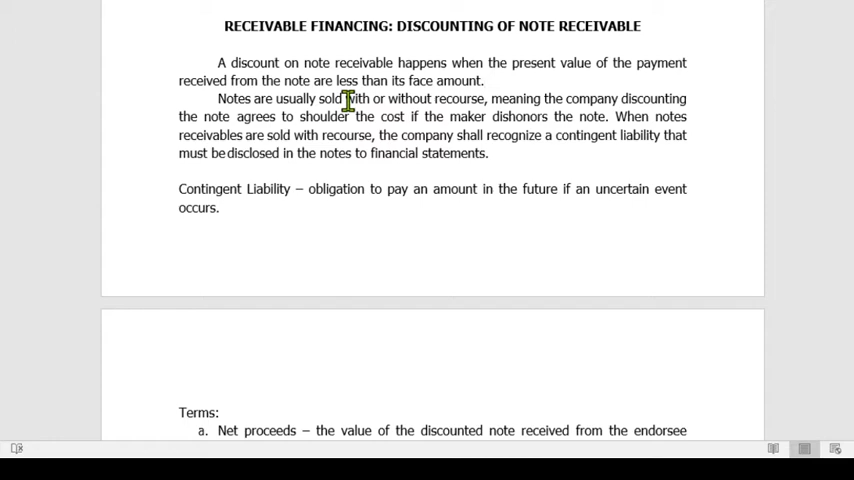 RECEIVABLE FINANCING: DISCOUNTING OF NOTE RECEIVABLE
A discount on note receivable happens when the present value of the payment
received from the note are less than its face amount.
Notes are usually sold with or without recourse, meaning the company discounting
the note agrees to shoulder the cost if the maker dishonors the note. When notes
receivables are sold with recourse, the company shall recognize a contingent liability that
must be disclosed in the notes to financial statements.
Contingent Liability – obligation to pay an amount in the future if an uncertain event
occurs.
Terms:
a. Net proceeds – the value of the discounted note received from the endorsee